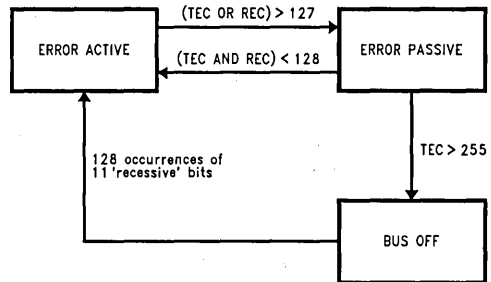 (TEC OR REC) > 127
ERROR ACTIVE
ERROR PASSIVE
(TEC AND REC) < 128
128 occurrences of
11 'recessive' bits
TEC > 255
BUS OFF